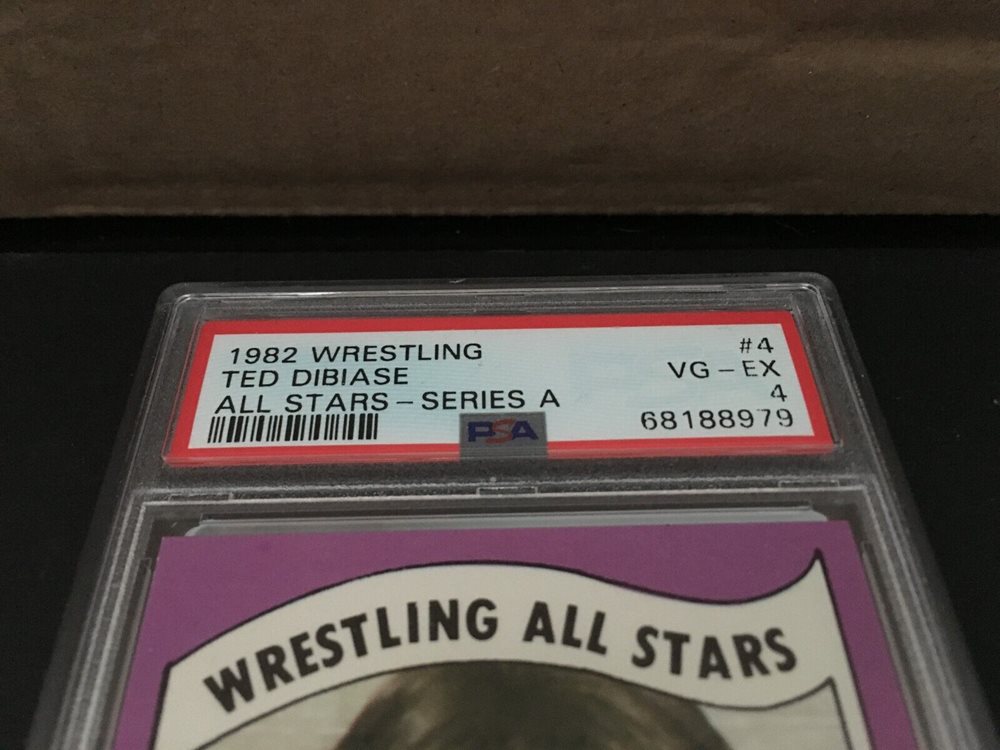 1982 WRESTLING #4
TED DIBIASE VG - EX
ALL STARS - SERIES A 4
PSA 68188979
WRESTLING ALL STARS